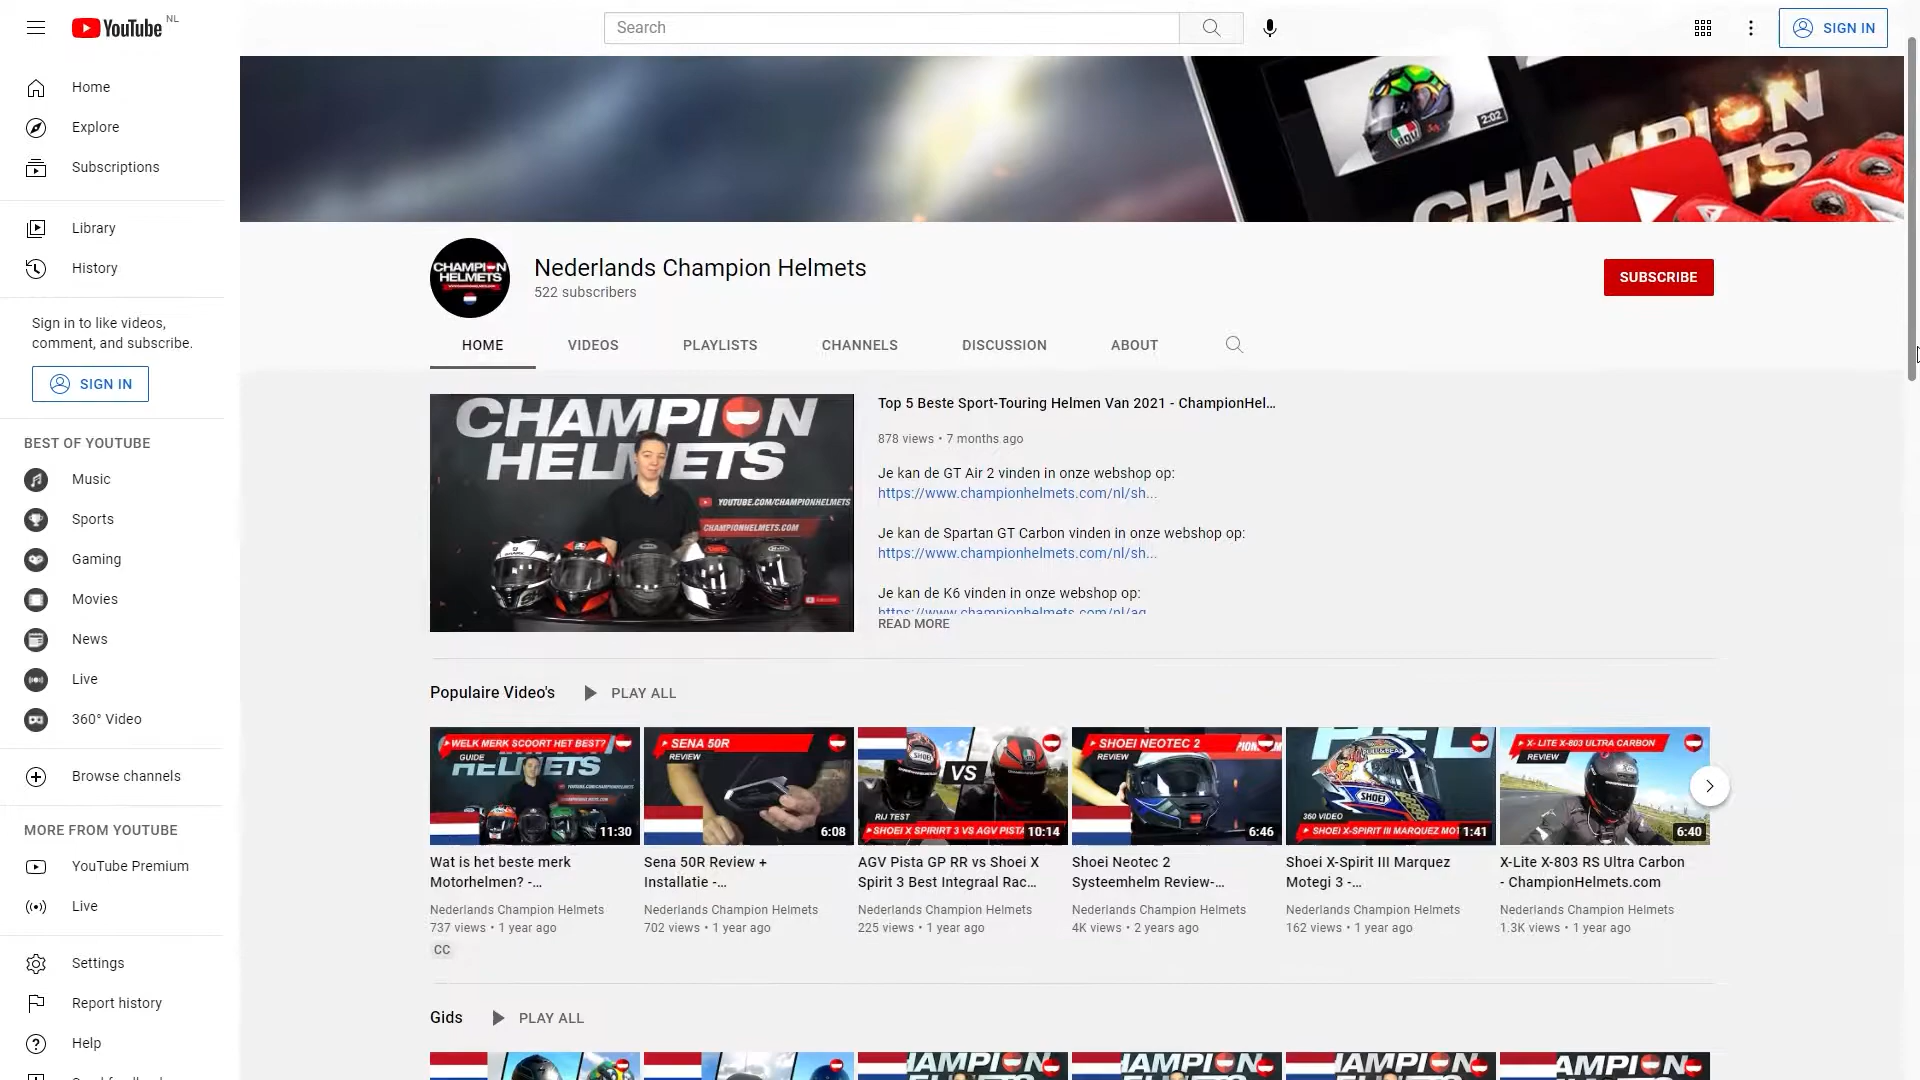 YouTube NL
Search
SIGN IN
Home
Explore
Subscriptions
Library
History
Sign in to like videos,
comment, and subscribe.
SIGN IN
BEST OF YOUTUBE
Music
Sports
Gaming
Movies
News
Live
360° Video
Browse channels
MORE FROM YOUTUBE
YouTube Premium
Live
Settings
Report history
Help
2:02
CHAMPION
CHAMPION
HELMETS
Nederlands Champion Helmets
522 subscribers
SUBSCRIBE
HOME
VIDEOS
PLAYLISTS
CHANNELS
DISCUSSION
ABOUT
CHAMPION
HELMETS
YOUTUBE.COM/CHAMPIONHELMETS
CHAMPIONHELMETS.COM
Top 5 Beste Sport-Touring Helmen Van 2021 - ChampionHel...
878 views • 7 months ago
Je kan de GT Air 2 vinden in onze webshop op:
https://www.championhelmets.com/nl/sh...
Je kan de Spartan GT Carbon vinden in onze webshop op:
https://www.championhelmets.com/nl/sh...
Je kan de K6 vinden in onze webshop op:
https://www.championhelmets.com/nl/ag...
READ MORE
Populaire Video's
PLAY ALL
WELK MERK SCOORT HET BEST?
GUIDE
HELMETS
11:30
Wat is het beste merk
Motorhelmen? -...
Nederlands Champion Helmets
737 views • 1 year ago
CC
SENA 50R
REVIEW
6:08
Sena 50R Review +
Installatie -...
Nederlands Champion Helmets
702 views • 1 year ago
VS
RIJ TEST
SHOEI X SPIRIRT 3 VS AGV PISTA
10:14
AGV Pista GP RR vs Shoei X
Spirit 3 Best Integraal Rac...
Nederlands Champion Helmets
225 views • 1 year ago
SHOEI NEOTEC 2
REVIEW
6:46
Shoei Neotec 2
Systeemhelm Review-...
Nederlands Champion Helmets
4K views • 2 years ago
SHOEI
360 VIDEO
SHOEI X-SPIRIT III MARQUEZ MOT
1:41
Shoei X-Spirit III Marquez
Motegi 3 -...
Nederlands Champion Helmets
162 views • 1 year ago
X- LITE X-803 ULTRA CARBON
REVIEW
6:40
X-Lite X-803 RS Ultra Carbon
- ChampionHelmets.com
Nederlands Champion Helmets
1.3K views • 1 year ago
Gids
PLAY ALL